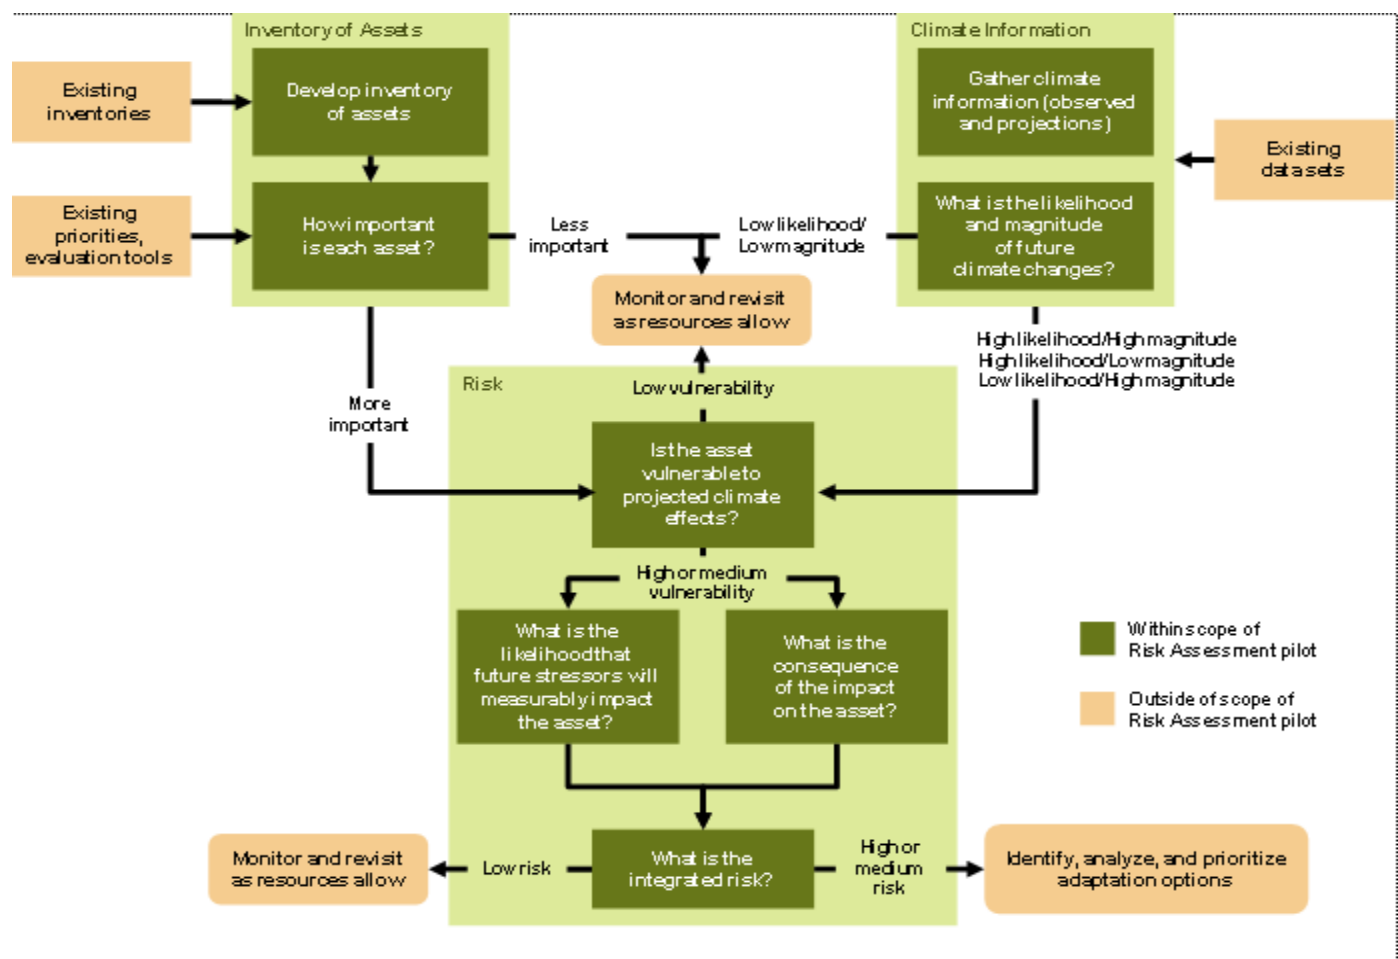 Inventory of Assets
Climate Information
Existing
inventories
Develop inventory
of assets
Gather climate
information (observed
and projections)
Existing
data sets
Existing
priorities,
evaluation tools
How important
is each asset?
Less
important
Low likelihood/
Low magnitude
What is the likelihood
and magnitude
of future
climate changes?
Monitor and revisit
as resources allow
High likelihood/High magnitude
High likelihood/Low magnitude
Low likelihood/High magnitude
Risk
Low vulnerability
More
important
Is the asset
vulnerable to
projected climate
effects?
High or medium
vulnerability
What is the
likelihood that
future stressors will
measurably impact
the asset?
What is the
consequence
of the impact
on the asset?
Within scope of
Risk Assessment pilot
Outside of scope of
Risk Assessment pilot
Monitor and revisit
as resources allow
Low risk
What is the
integrated risk?
High or
medium
risk
Identify, analyze, and prioritize
adaptation options